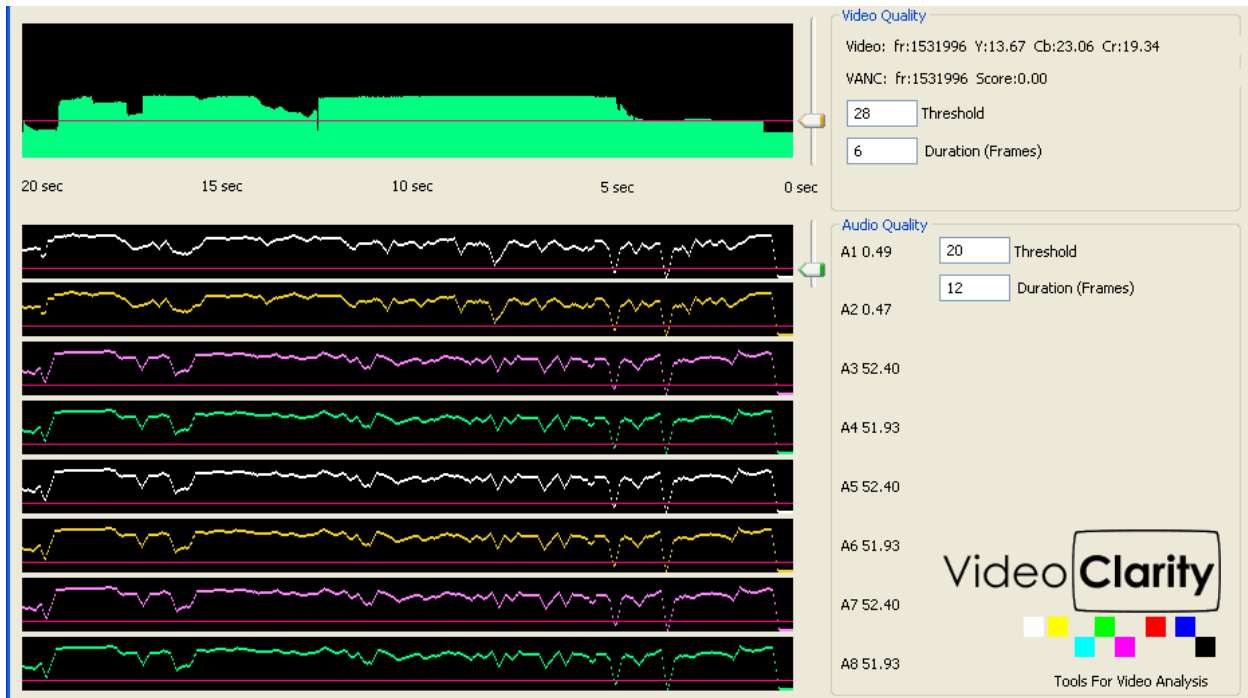 Video Quality
Video: fr:1531996 Y:13.67 Cb:23.06 Cr:19.34
VANC: fr:1531996 Score:0.00
28 Threshold
6 Duration (Frames)
20 sec 15 sec 10 sec 5 sec 0 sec
Audio Quality
A1 0.49 20 Threshold
12 Duration (Frames)
A2 0.47
A3 52.40
A4 51.93
A5 52.40
A6 51.93
Video Clarity
A7 52.40
A8 51.93
Tools For Video Analysis